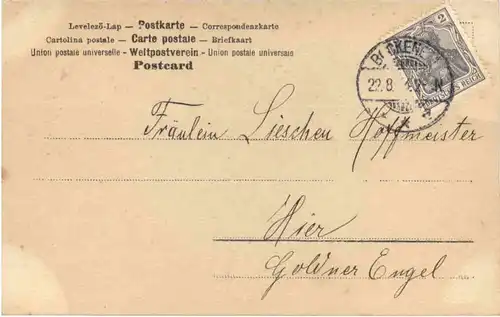 Levelező-Lap — Postkarte — Correspondenzkarte
Cartolina postale — Carte postale — Briefkaart
Union postale universelle — Weltpostverein — Union postale universale
Postcard
2
REICH
22.8.
N
Fräulein Lieschen Hoffmeister
Hier
Goldner Engel